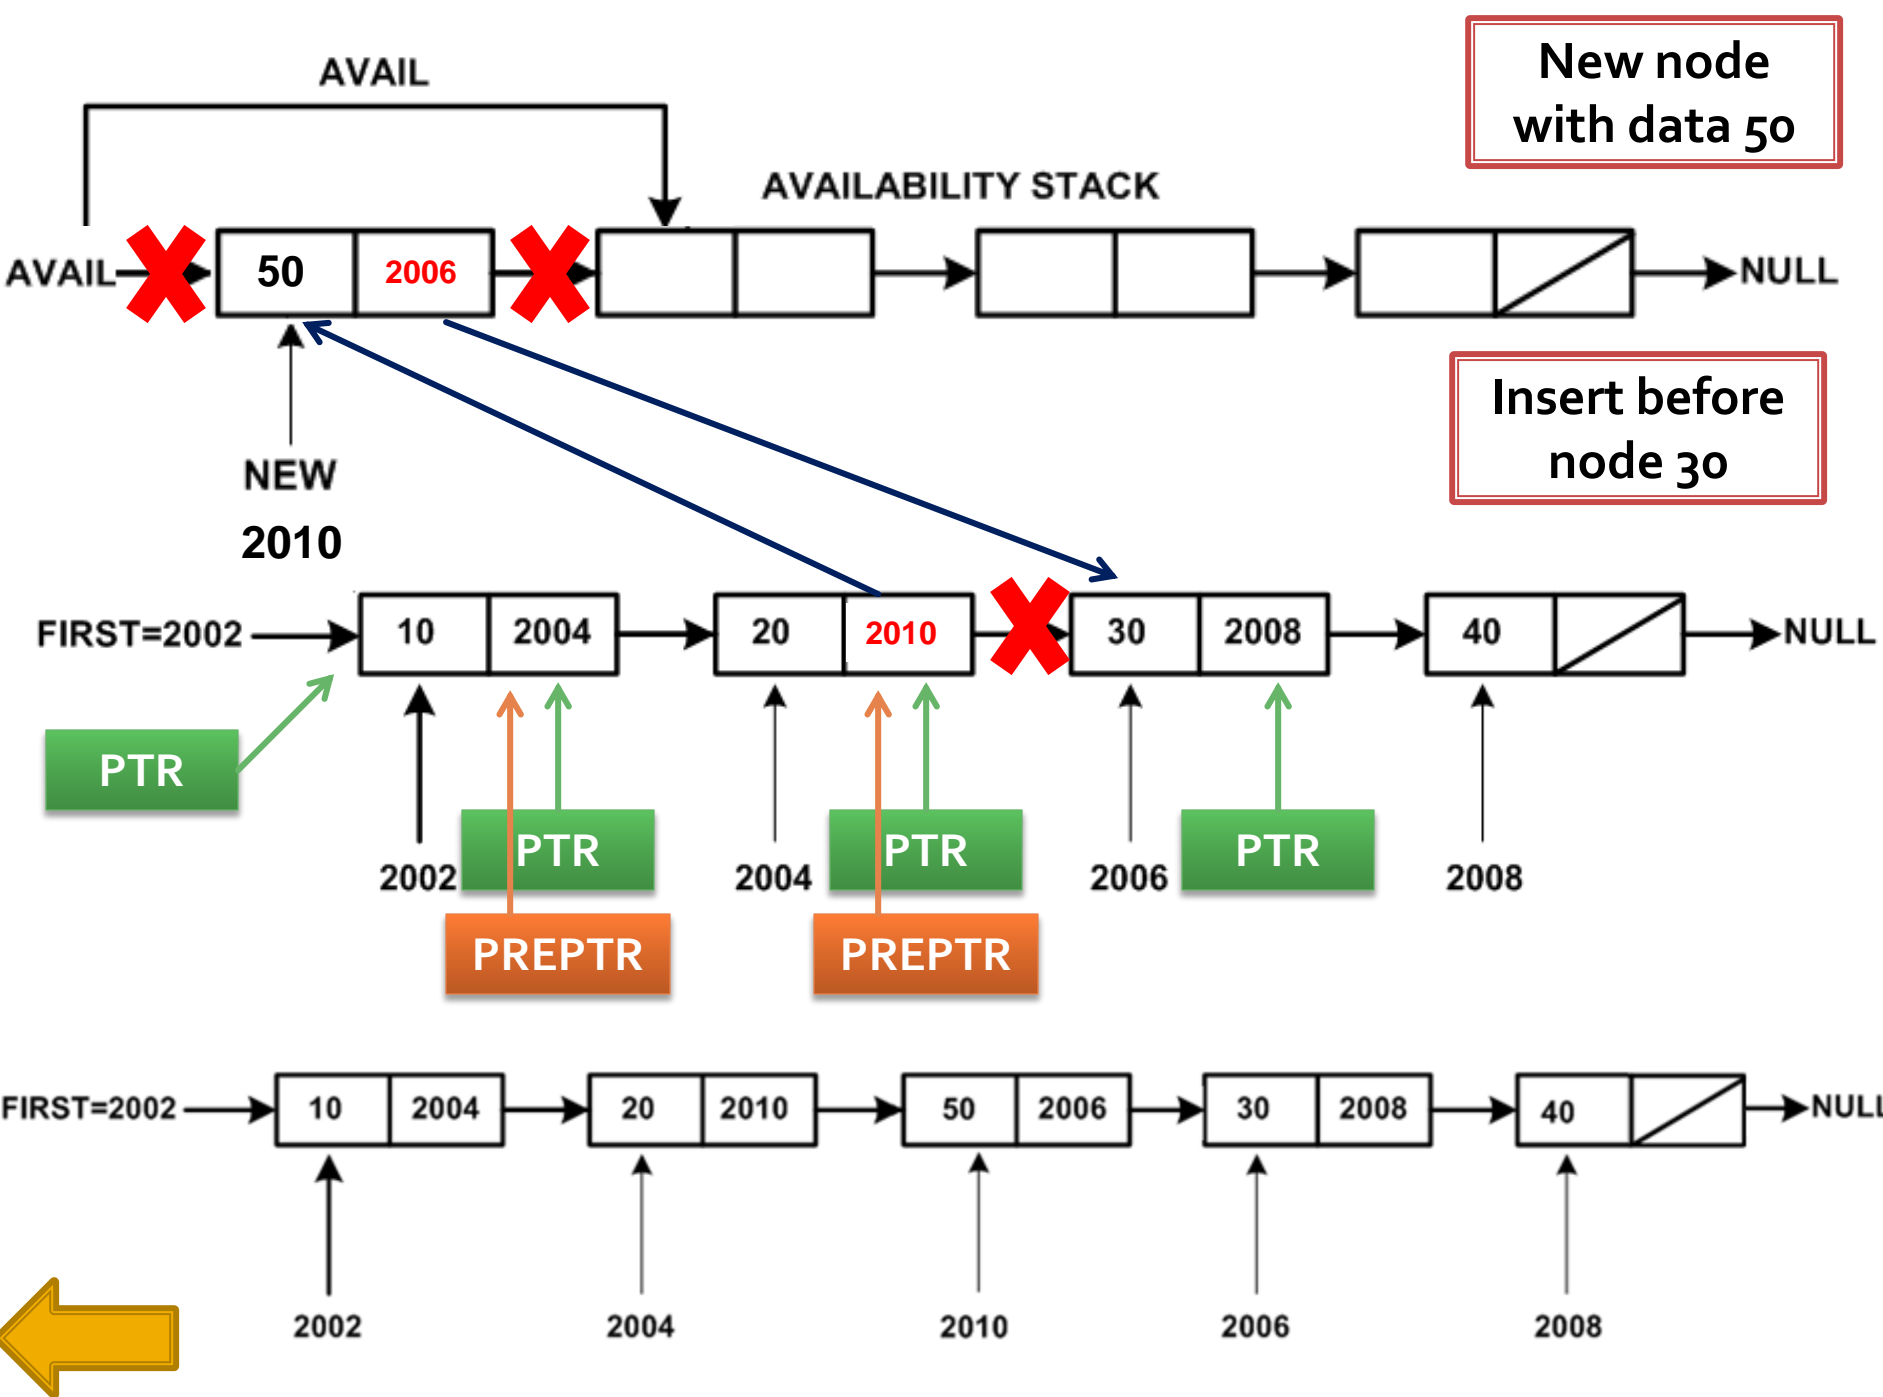 New node
with data 50
AVAIL
AVAILABILITY STACK
AVAIL 50 2006 NULL
Insert before
node 30
NEW
2010
FIRST=2002 10 2004 20 2010 30 2008 40 NULL
PTR
PTR PTR PTR
2002 2004 2006 2008
PREPTR PREPTR
FIRST=2002 10 2004 20 2010 50 2006 30 2008 40 NULL
2002 2004 2010 2006 2008